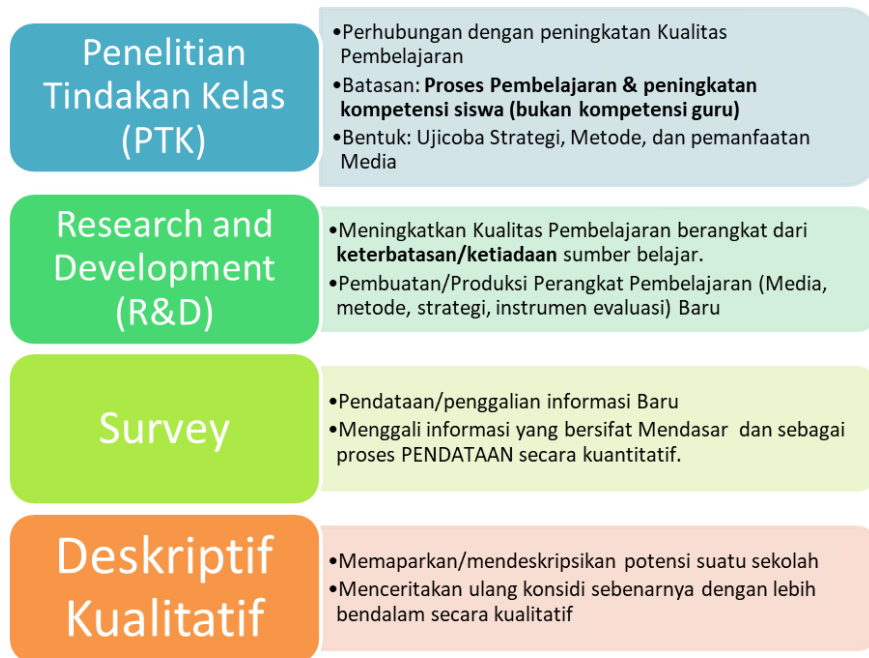 Penelitian
Tindakan Kelas
(PTK)
•Perhubungan dengan peningkatan Kualitas
Pembelajaran
•Batasan: Proses Pembelajaran & peningkatan
kompetensi siswa (bukan kompetensi guru)
•Bentuk: Ujicoba Strategi, Metode, dan pemanfaatan
Media
Research and
Development
(R&D)
•Meningkatkan Kualitas Pembelajaran berangkat dari
keterbatasan/ketiadaan sumber belajar.
•Pembuatan/Produksi Perangkat Pembelajaran (Media,
metode, strategi, instrumen evaluasi) Baru
Survey
•Pendataan/penggalian informasi Baru
•Menggali informasi yang bersifat Mendasar dan sebagai
proses PENDATAAN secara kuantitatif.
Deskriptif
Kualitatif
•Memaparkan/mendeskripsikan potensi suatu sekolah
•Menceritakan ulang konsidi sebenarnya dengan lebih
bendalam secara kualitatif